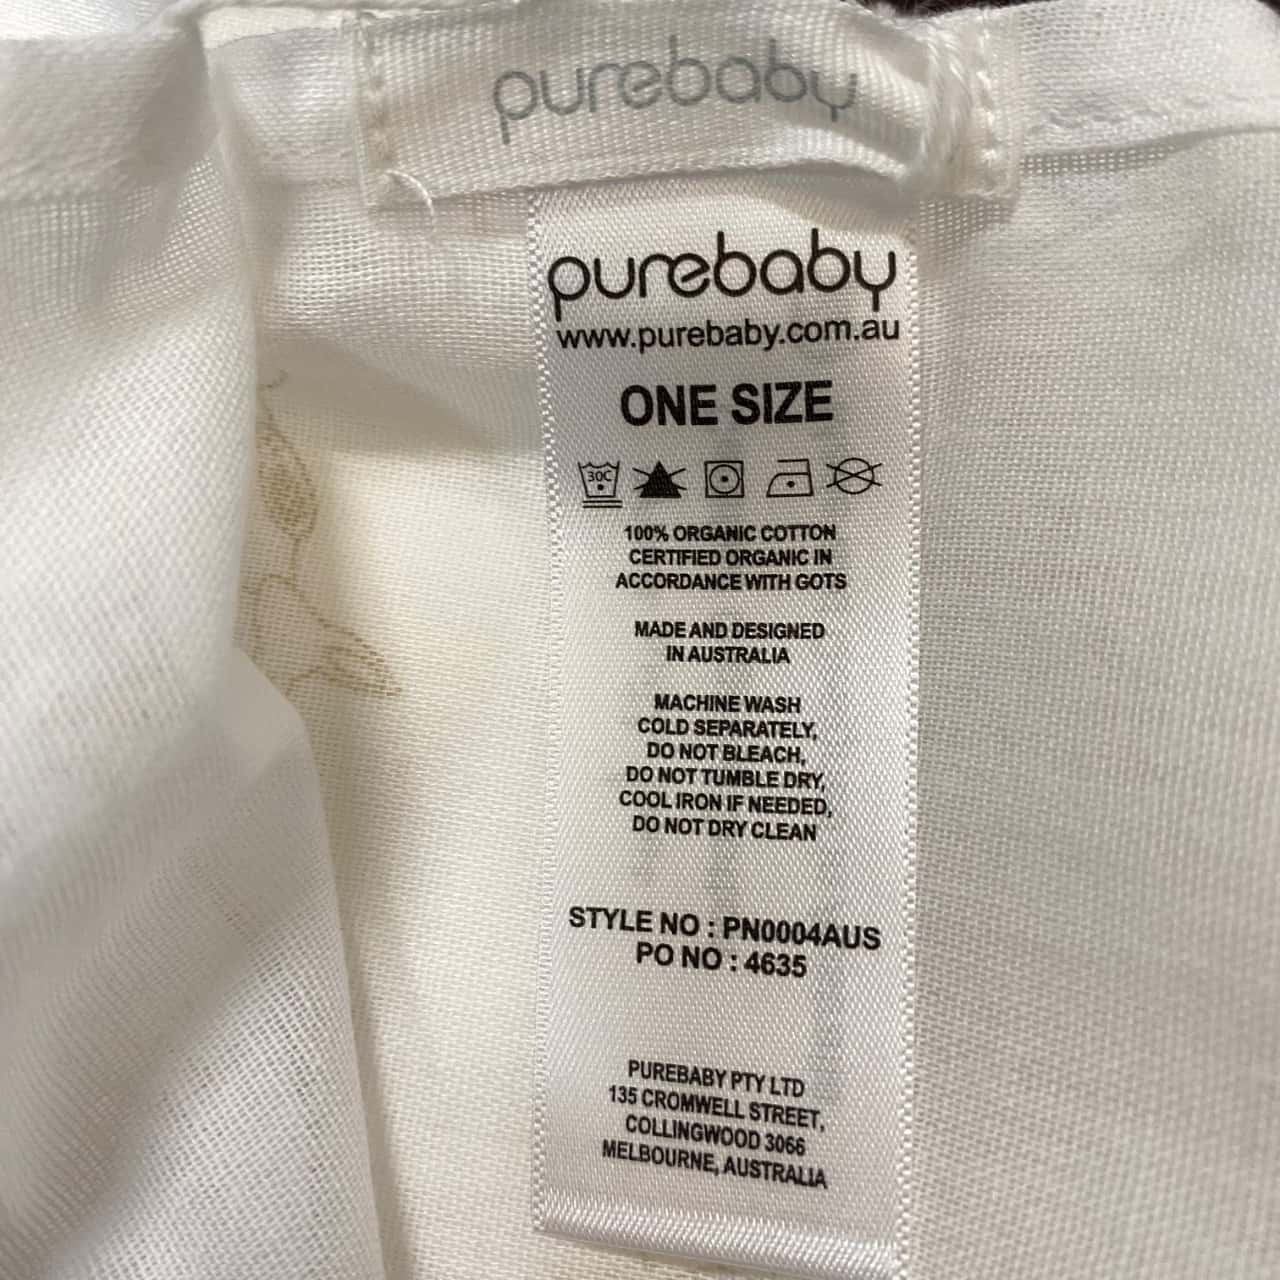 purebaby
purebaby
www.purebaby.com.au
ONE SIZE
30C
100% ORGANIC COTTON
CERTIFIED ORGANIC IN
ACCORDANCE WITH GOTS
MADE AND DESIGNED
IN AUSTRALIA
MACHINE WASH
COLD SEPARATELY,
DO NOT BLEACH,
DO NOT TUMBLE DRY,
COOL IRON IF NEEDED,
DO NOT DRY CLEAN
STYLE NO : PN0004AUS
PO NO : 4635
PUREBABY PTY LTD
135 CROMWELL STREET,
COLLINGWOOD 3066
MELBOURNE, AUSTRALIA